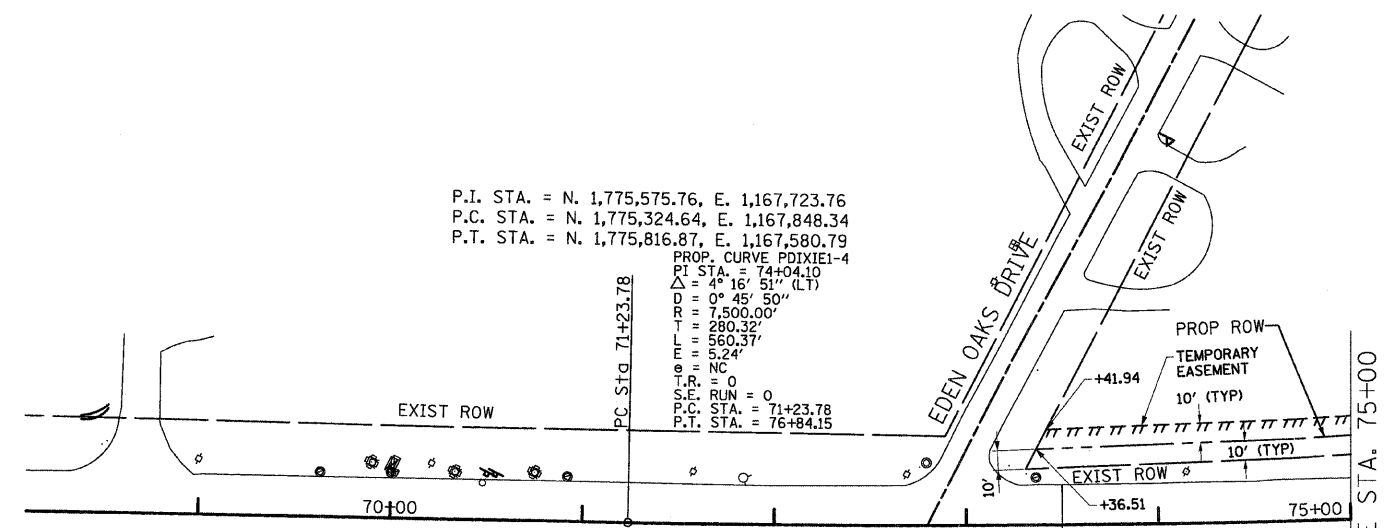 P.I. STA. = N. 1,775,575.76, E. 1,167,723.76
P.C. STA. = N. 1,775,324.64, E. 1,167,848.34
P.T. STA. = N. 1,775,816.87, E. 1,167,580.79
PROP. CURVE PDIXIE1-4
PI STA. = 74+04.10
△ = 4° 16' 51" (LT)
D = 0° 45' 50"
R = 7,500.00'
T = 280.32'
L = 560.37'
E = 5.24'
e = NC
T.R. = 0
S.E. RUN = 0
P.C. STA. = 71+23.78
P.T. STA. = 76+84.15
PC Sta 71+23.78
EXIST ROW
EDEN OAKS DRIVE
EXIST ROW
EXIST ROW
PROP ROW
TEMPORARY
EASEMENT
+41.94
10' (TYP)
10' (TYP)
EXIST ROW
10'
+36.51
70+00
75+00
E STA. 75+00